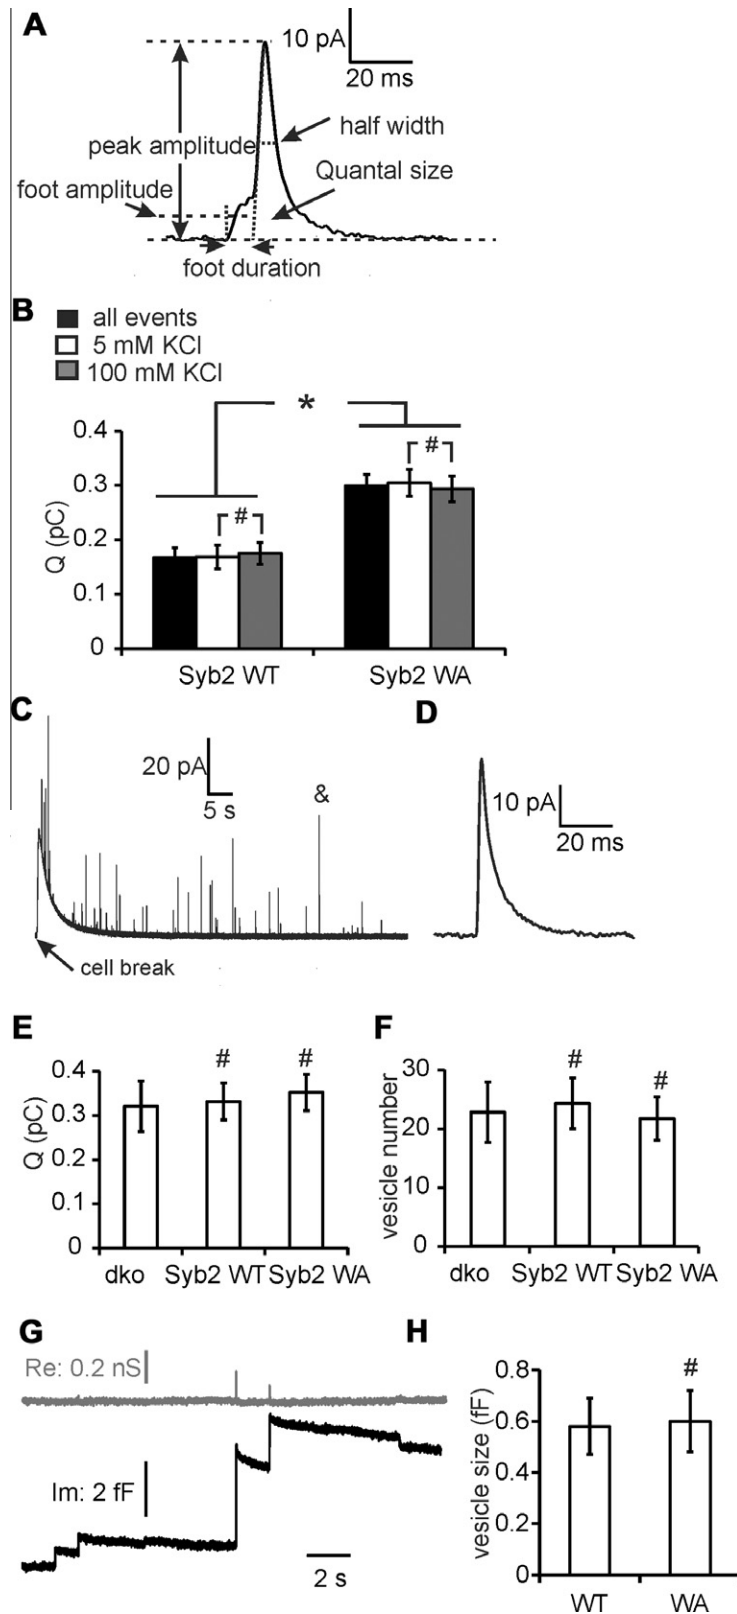 A
10 pA
20 ms
half width
peak amplitude
Quantal size
foot amplitude
foot duration
B
all events
5 mM KCl
100 mM KCl
*
0.4
#
0.3
#
0.2
0.1
0
Q (pC)
Syb2 WT
Syb2 WA
C
20 pA
5 s
&
cell break
D
10 pA
20 ms
E
0.4
0.3
0.2
0.1
0
Q (pC)
# #
dko Syb2 WT Syb2 WA
F
30
20
10
0
vesicle number
# #
dko Syb2 WT Syb2 WA
G
Re: 0.2 nS
Im: 2 fF
2 s
H
0.8
0.6
0.4
0.2
0
vesicle size (fF)
#
WT WA